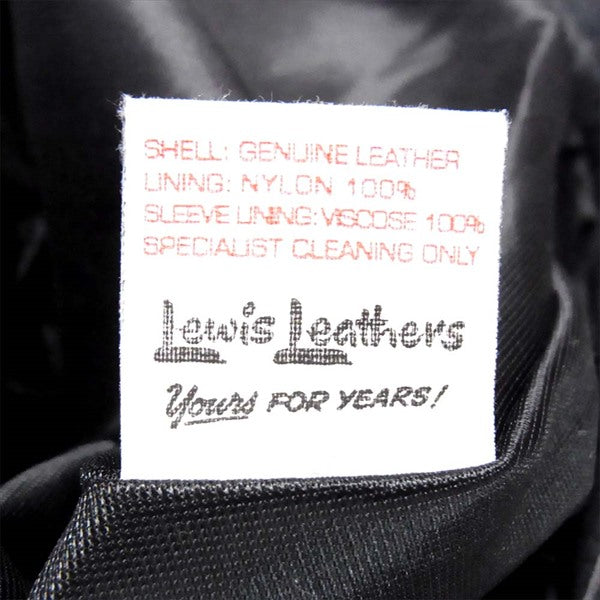 SHELL: GENUINE LEATHER
LINING: NYLON 100%
SLEEVE LINING: VISCOSE 100%
SPECIALIST CLEANING ONLY
Lewis Leathers
Yours FOR YEARS!